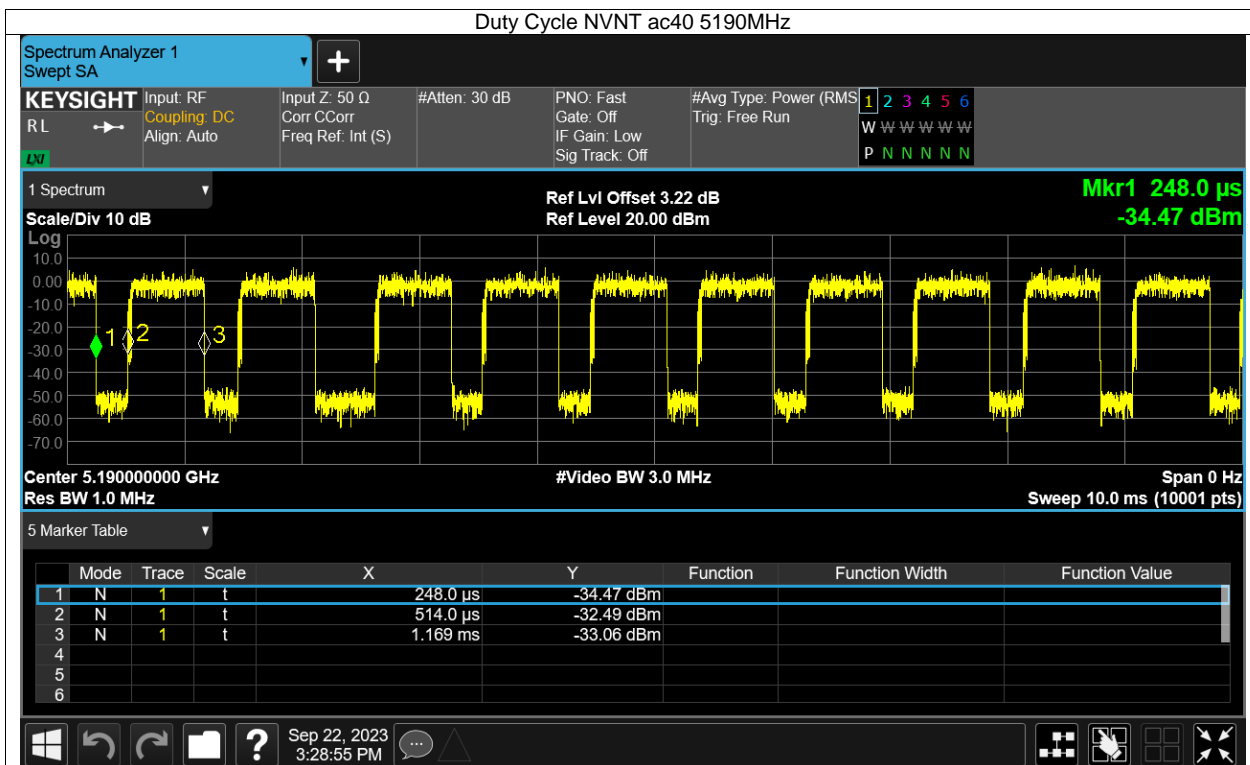 Duty Cycle NVNT ac40 5190MHz
Spectrum Analyzer 1
Swept SA
KEYSIGHT
RL
LXI
Input: RF
Coupling: DC
Align: Auto
Input Z: 50 Ω
Corr CCorr
Freq Ref: Int (S)
#Atten: 30 dB
PNO: Fast
Gate: Off
IF Gain: Low
Sig Track: Off
#Avg Type: Power (RMS
Trig: Free Run
1 2 3 4 5 6
W W W W W W
P N N N N N
1 Spectrum
Scale/Div 10 dB
Ref Lvl Offset 3.22 dB
Ref Level 20.00 dBm
Mkr1 248.0 µs
-34.47 dBm
Log
10.0
0.00
-10.0
-20.0
-30.0
-40.0
-50.0
-60.0
-70.0
1 2 3
Center 5.190000000 GHz #Video BW 3.0 MHz Span 0 Hz
Res BW 1.0 MHz Sweep 10.0 ms (10001 pts)
5 Marker Table
Mode Trace Scale X Y Function Function Width Function Value
1 N 1 t 248.0 µs -34.47 dBm
2 N 1 t 514.0 µs -32.49 dBm
3 N 1 t 1.169 ms -33.06 dBm
4
5
6
? Sep 22, 2023
3:28:55 PM